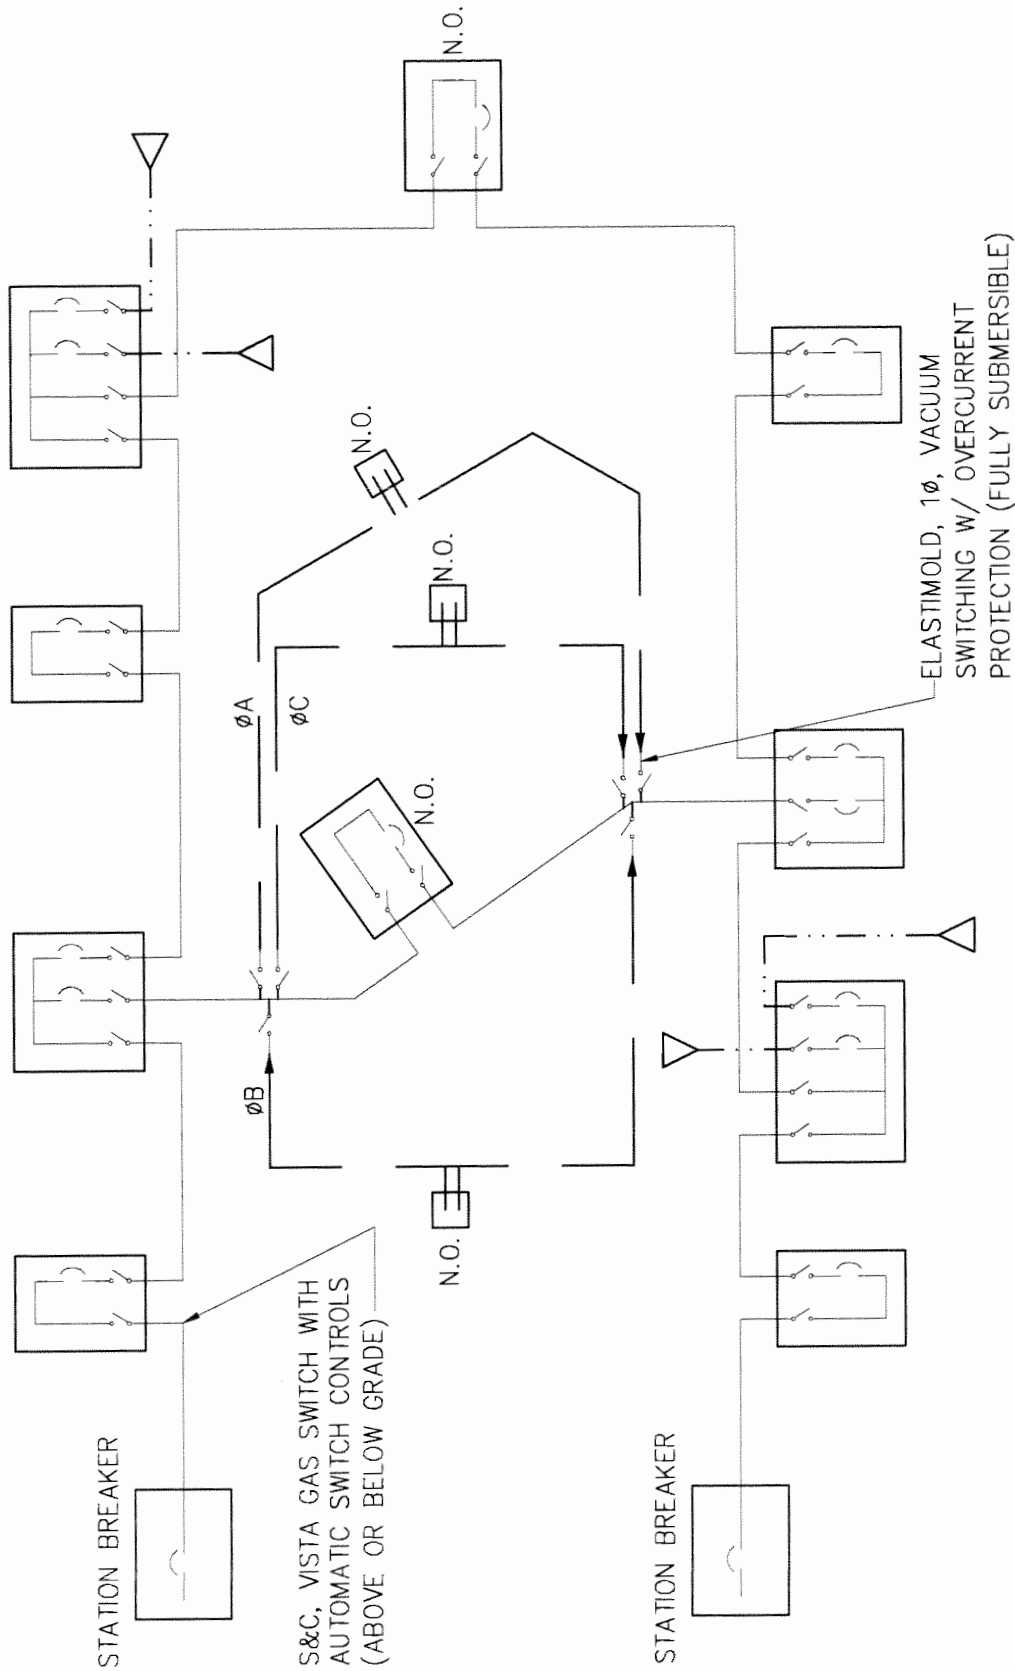 STATION BREAKER
S&C, VISTA GAS SWITCH WITH
AUTOMATIC SWITCH CONTROLS
(ABOVE OR BELOW GRADE)
STATION BREAKER
N.O.
øB
øA
øC
N.O.
N.O.
N.O.
N.O.
ELASTIMOLD, 1ø, VACUUM
SWITCHING W/ OVERCURRENT
PROTECTION (FULLY SUBMERSIBLE)